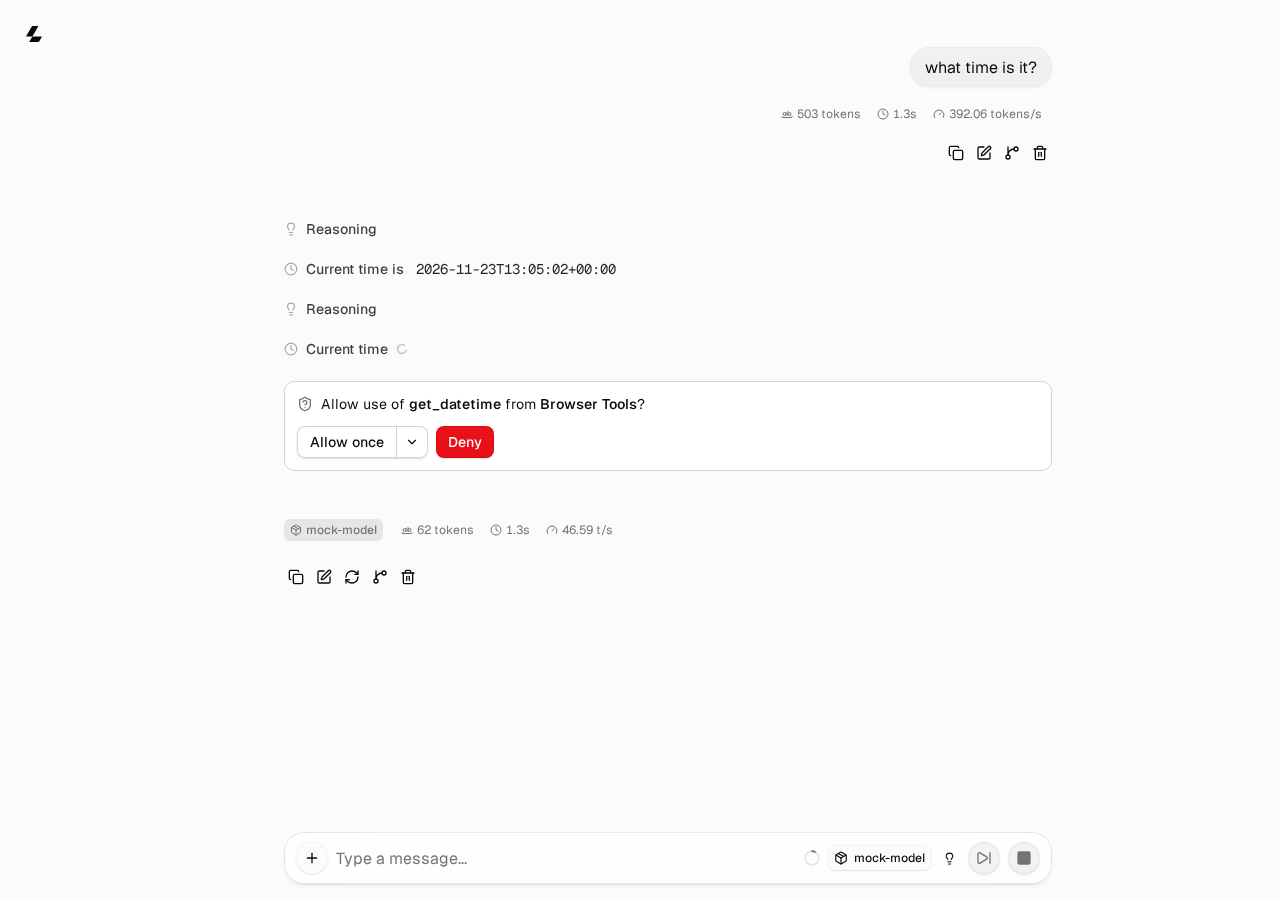 what time is it?
503 tokens 1.3s 392.06 tokens/s
Reasoning
Current time is 2026-11-23T13:05:02+00:00
Reasoning
Current time
Allow use of get_datetime from Browser Tools?
Allow once Deny
mock-model 62 tokens 1.3s 46.59 t/s
Type a message... mock-model